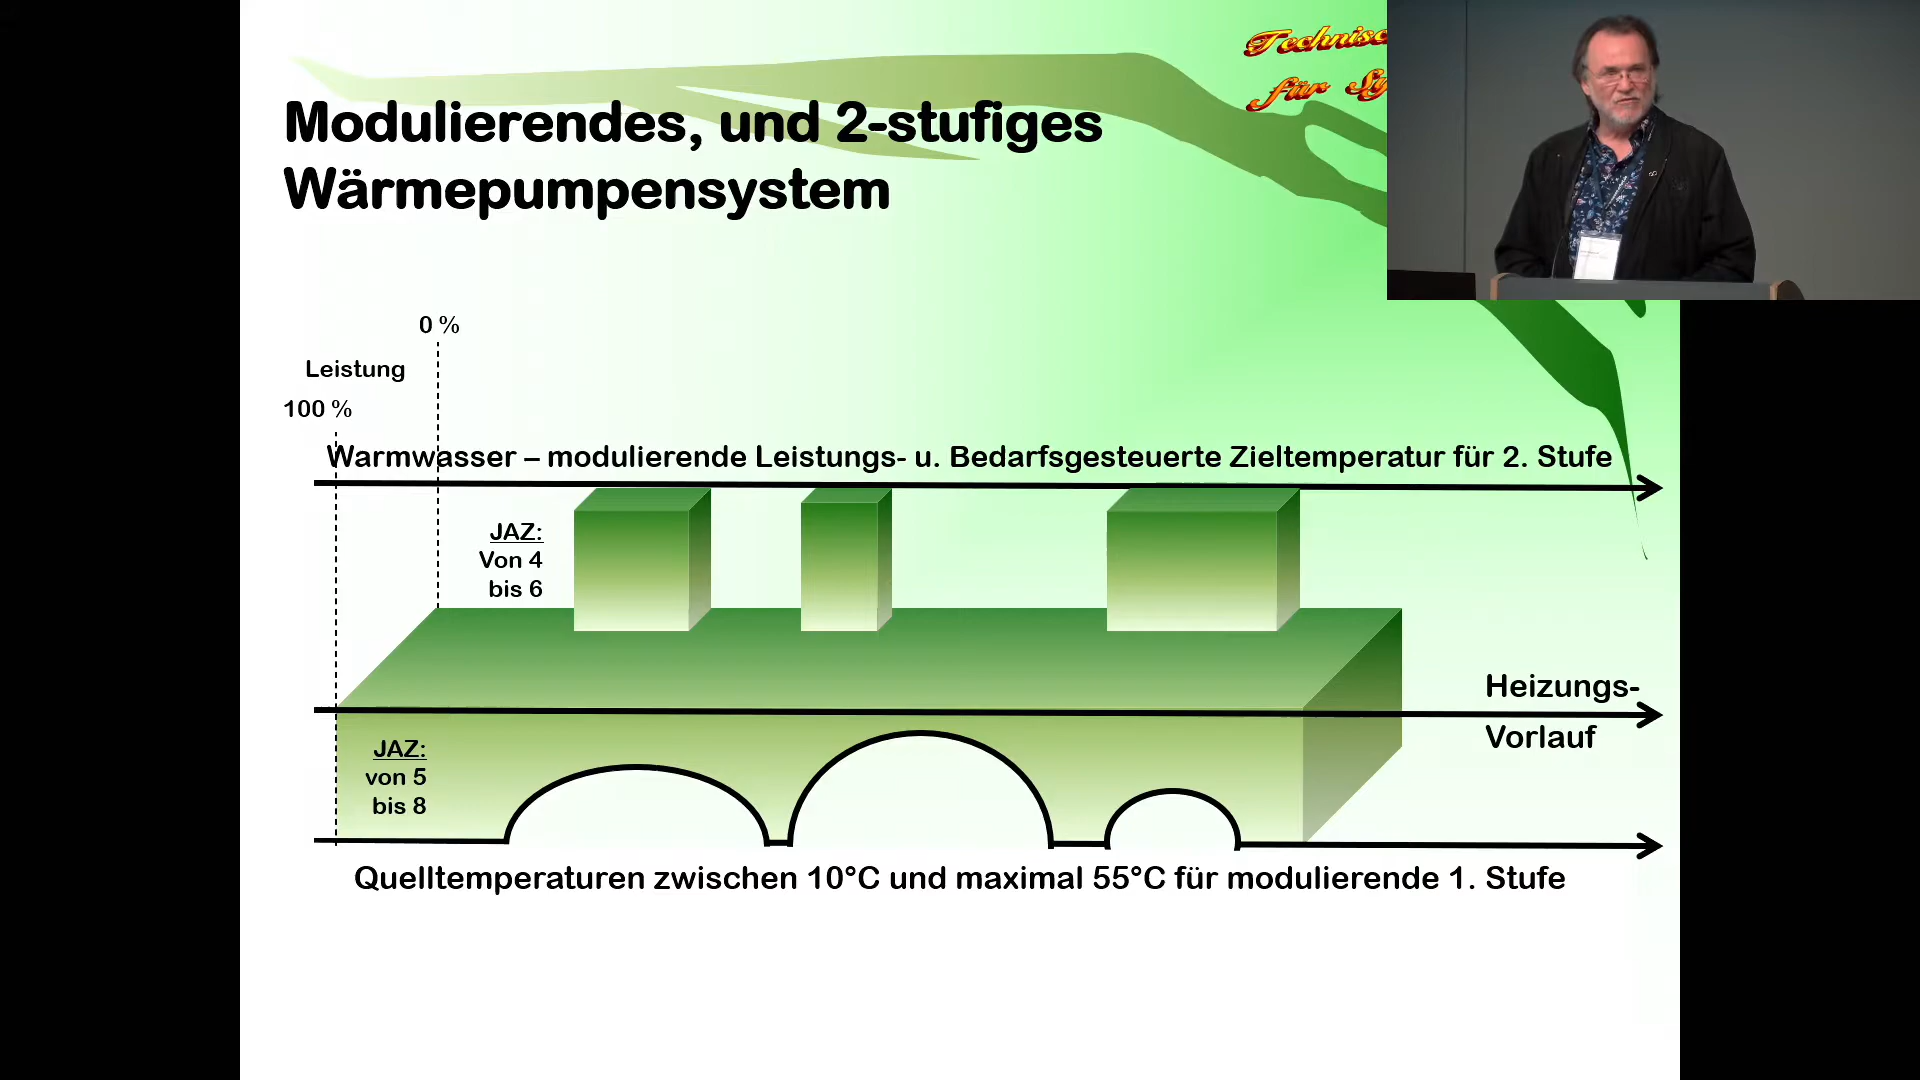 Modulierendes, und 2-stufiges
Wärmepumpensystem
für
0 %
Leistung
100 %
Warmwasser – modulierende Leistungs- u. Bedarfsgesteuerte Zieltemperatur für 2. Stufe
JAZ:
Von 4
bis 6
Heizungs-
Vorlauf
JAZ:
von 5
bis 8
Quelltemperaturen zwischen 10°C und maximal 55°C für modulierende 1. Stufe